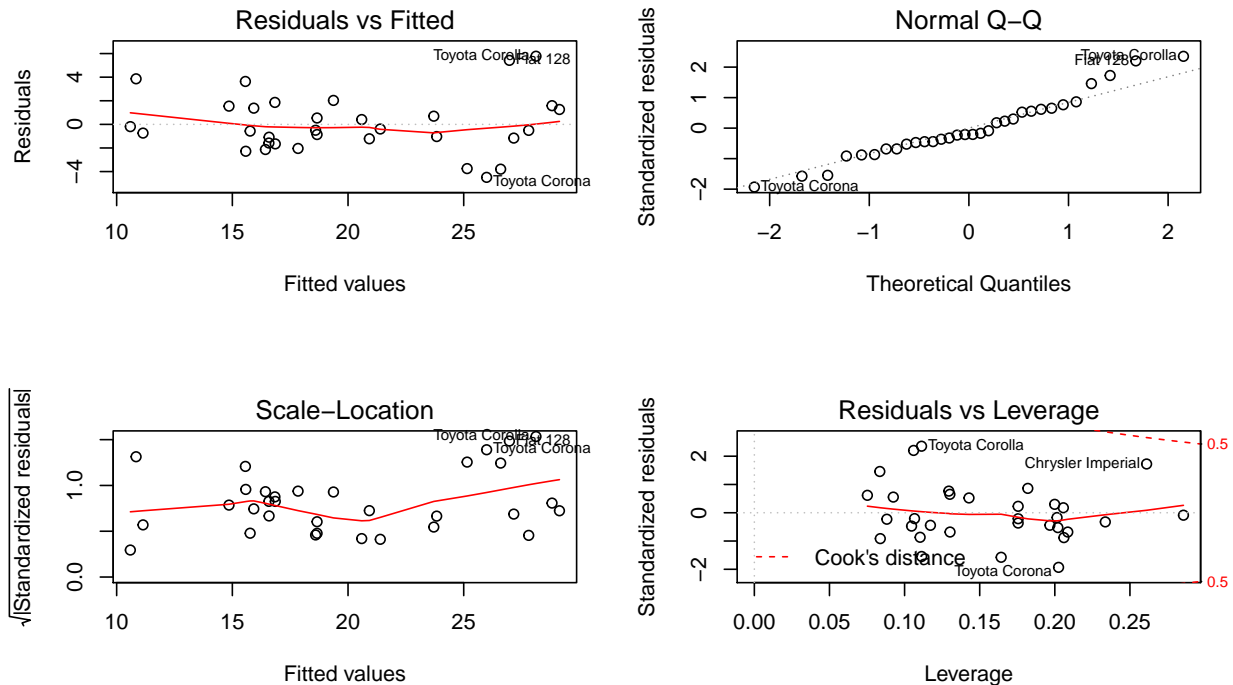 Residuals vs Fitted
Residuals
4
0
−4
Toyota Corolla
Fiat 128
Toyota Corona
10
15
20
25
Fitted values
Normal Q−Q
Standardized residuals
2
1
0
−2
Toyota Corolla
Fiat 128
Toyota Corona
−2
−1
0
1
2
Theoretical Quantiles
Scale−Location
√|Standardized residuals|
1.0
0.0
Toyota Corolla
Fiat 128
Toyota Corona
10
15
20
25
Fitted values
Residuals vs Leverage
Standardized residuals
2
0
−2
Toyota Corolla
Chrysler Imperial
Toyota Corona
Cook's distance
0.5
0.5
0.00
0.05
0.10
0.15
0.20
0.25
Leverage